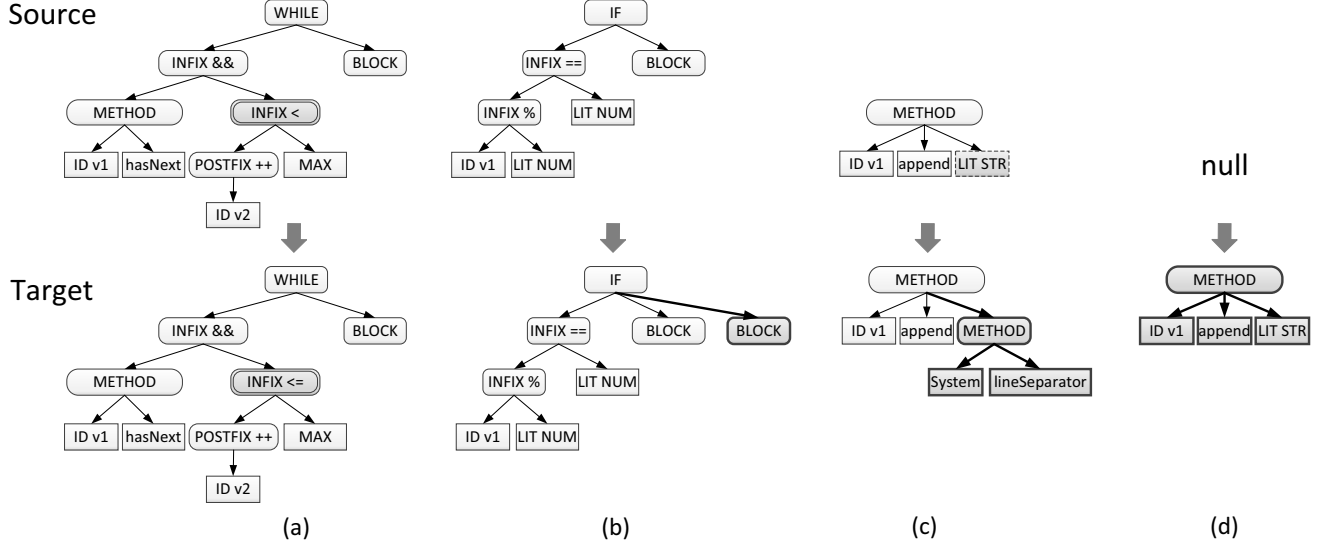 Source
WHILE
INFIX &&
BLOCK
METHOD
INFIX <
ID v1
hasNext
POSTFIX ++
MAX
ID v2
IF
INFIX ==
BLOCK
INFIX %
LIT NUM
ID v1
LIT NUM
METHOD
ID v1
append
LIT STR
null
Target
WHILE
INFIX &&
BLOCK
METHOD
INFIX <=
ID v1
hasNext
POSTFIX ++
MAX
ID v2
IF
INFIX ==
BLOCK
BLOCK
INFIX %
LIT NUM
ID v1
LIT NUM
METHOD
ID v1
append
METHOD
System
lineSeparator
METHOD
ID v1
append
LIT STR
(a)
(b)
(c)
(d)